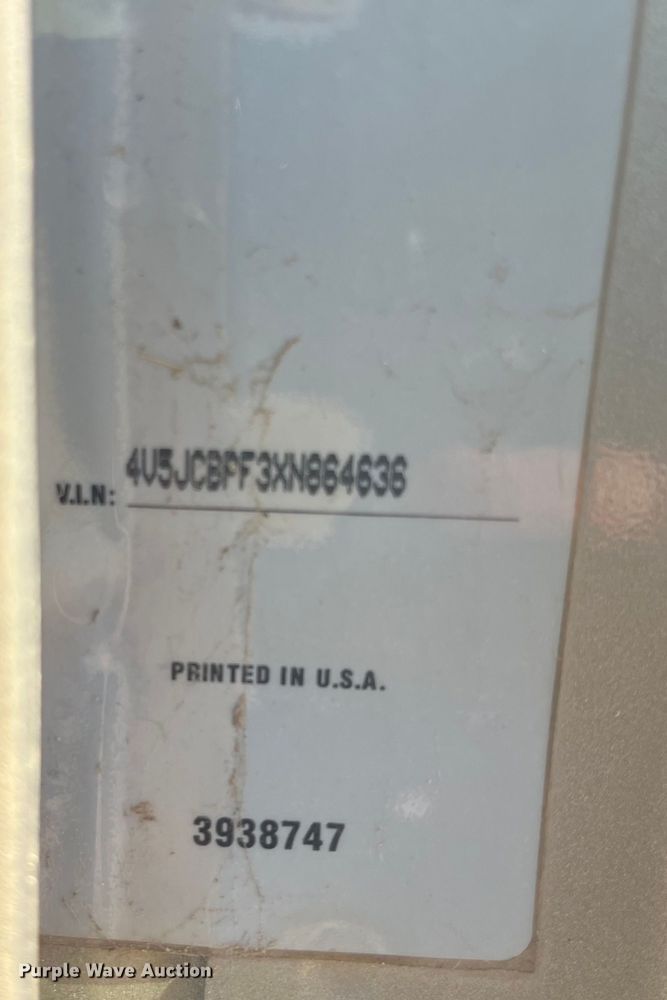 V.I.N: 4V5JCBPF3XN864636
PRINTED IN U.S.A.
3938747
Purple Wave Auction